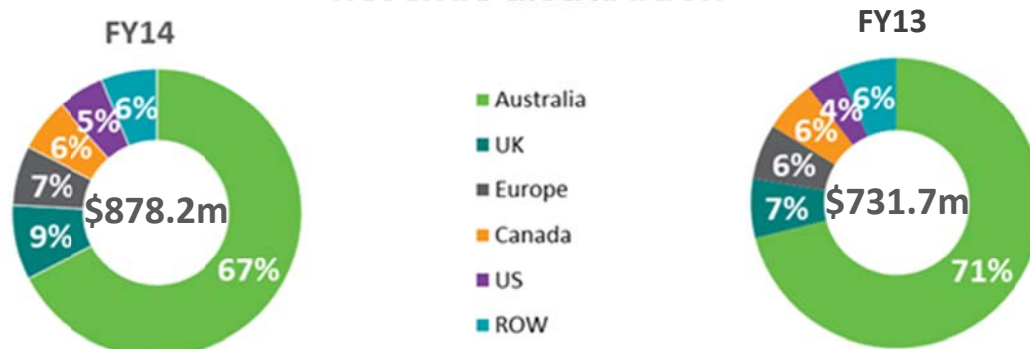 FY14
5%
6%
6%
7%
$878.2m
9%
67%
Australia
UK
Europe
Canada
US
ROW
FY13
4%
6%
6%
6%
7%
$731.7m
71%